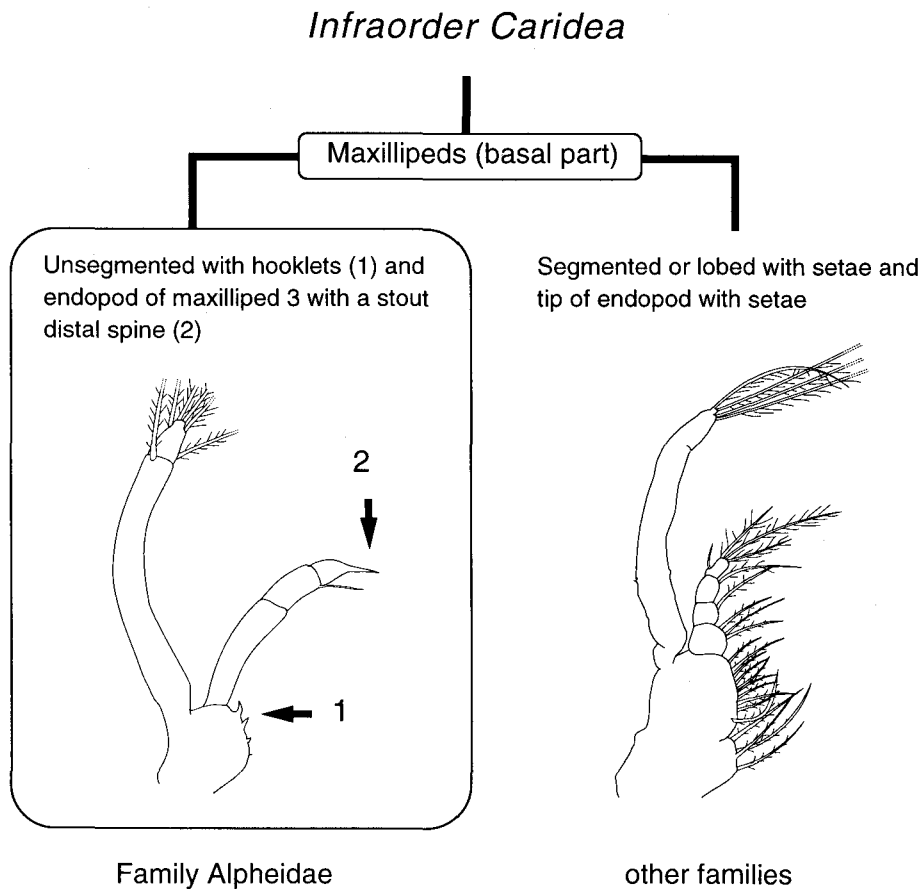 Infraorder Caridea
Maxillipeds (basal part)
Unsegmented with hooklets (1) and
endopod of maxilliped 3 with a stout
distal spine (2)
Segmented or lobed with setae and
tip of endopod with setae
2
1
Family Alpheidae
other families